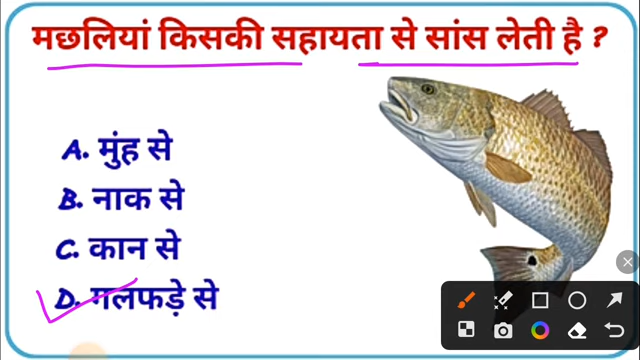 मछलियां किसकी सहायता से सांस लेती है ?
A. मुंह से
B. नाक से
C. कान से
D. गलफड़े से